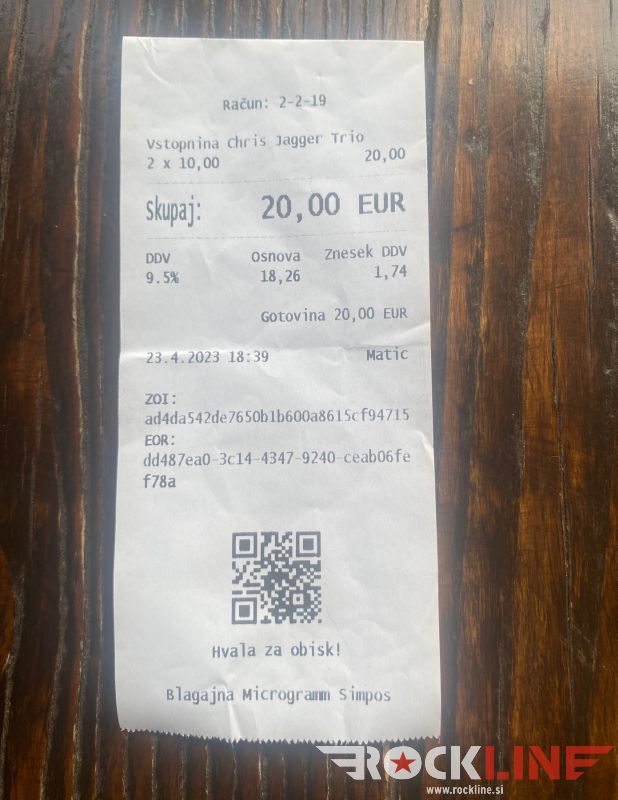 Račun: 2-2-19
Vstopnina Chris Jagger Trio
2 x 10,00 20,00
Skupaj: 20,00 EUR
DDV Osnova Znesek DDV
9.5% 18,26 1,74
Gotovina 20,00 EUR
23.4.2023 18:39 Matic
ZOI:
ad4da542de7650b1b600a8615cf94715
EOR:
dd487ea0-3c14-4347-9240-ceab06fe
f78a
Hvala za obisk!
Blagajna Microgramm Simpos
ROCKLINE
www.rockline.si